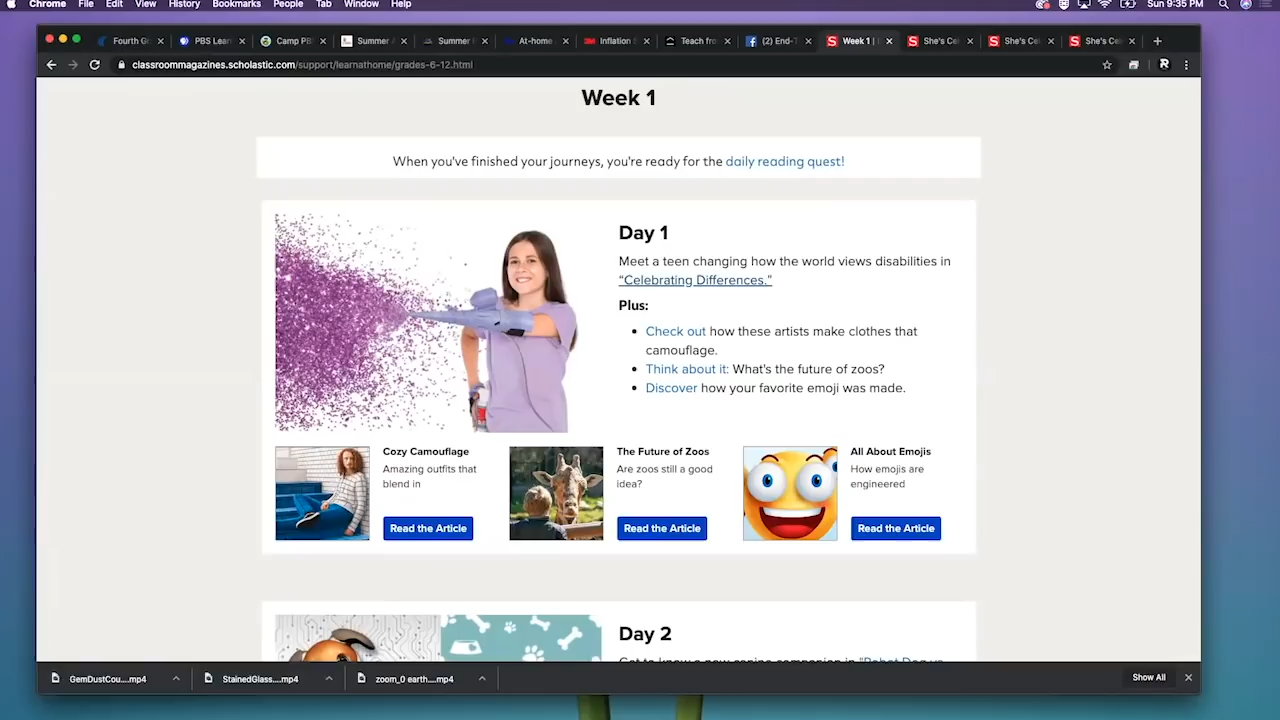 Chrome File Edit View History Bookmarks People Tab Window Help
Sun 9:35 PM
Fourth G
PBS Lear
Camp PB
Summer
Summer
At-home
Inflation
Teach fro
(2) End-T
Week 1 |
She's Cel
She's Cel
She's Cel
classroommagazines.scholastic.com/support/learnathome/grades-6-12.html
Week 1
When you've finished your journeys, you're ready for the daily reading quest!
Day 1
Meet a teen changing how the world views disabilities in
“Celebrating Differences.”
Plus:
• Check out how these artists make clothes that
camouflage.
• Think about it: What's the future of zoos?
• Discover how your favorite emoji was made.
Cozy Camouflage
Amazing outfits that
blend in
Read the Article
The Future of Zoos
Are zoos still a good
idea?
Read the Article
All About Emojis
How emojis are
engineered
Read the Article
Day 2
GemDustCou....mp4
StainedGlass....mp4
zoom_0 earth....mp4
Show All